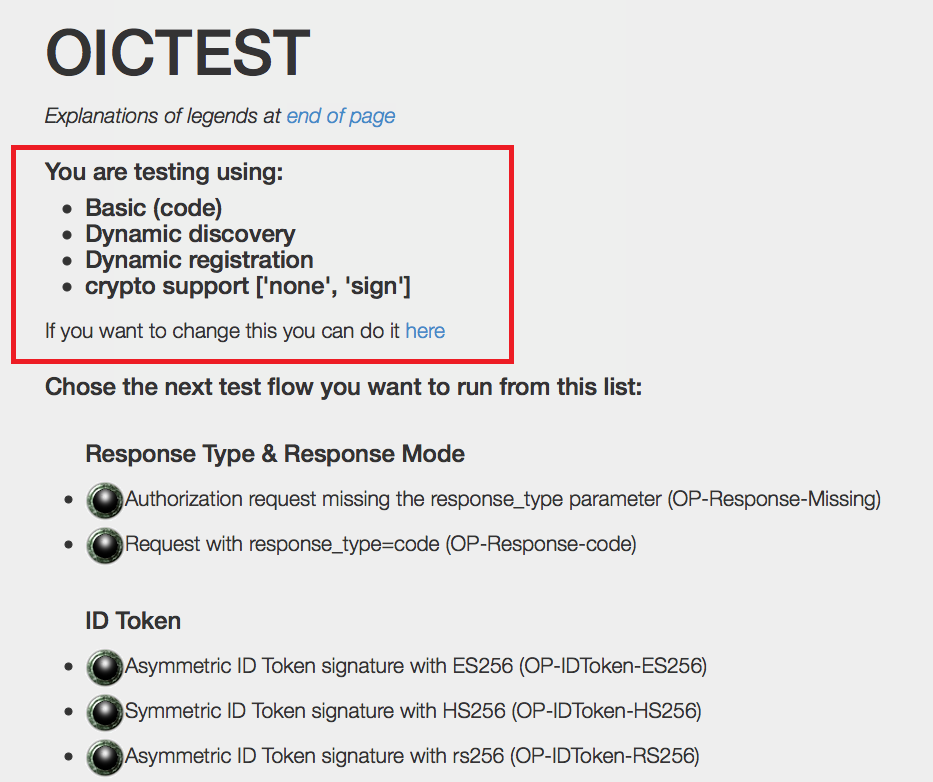 OICTEST
Explanations of legends at end of page
You are testing using:
Basic (code)
Dynamic discovery
Dynamic registration
crypto support ['none', 'sign']
If you want to change this you can do it here
Chose the next test flow you want to run from this list:
Response Type & Response Mode
Authorization request missing the response_type parameter (OP-Response-Missing)
Request with response_type=code (OP-Response-code)
ID Token
Asymmetric ID Token signature with ES256 (OP-IDToken-ES256)
Symmetric ID Token signature with HS256 (OP-IDToken-HS256)
Asymmetric ID Token signature with rs256 (OP-IDToken-RS256)